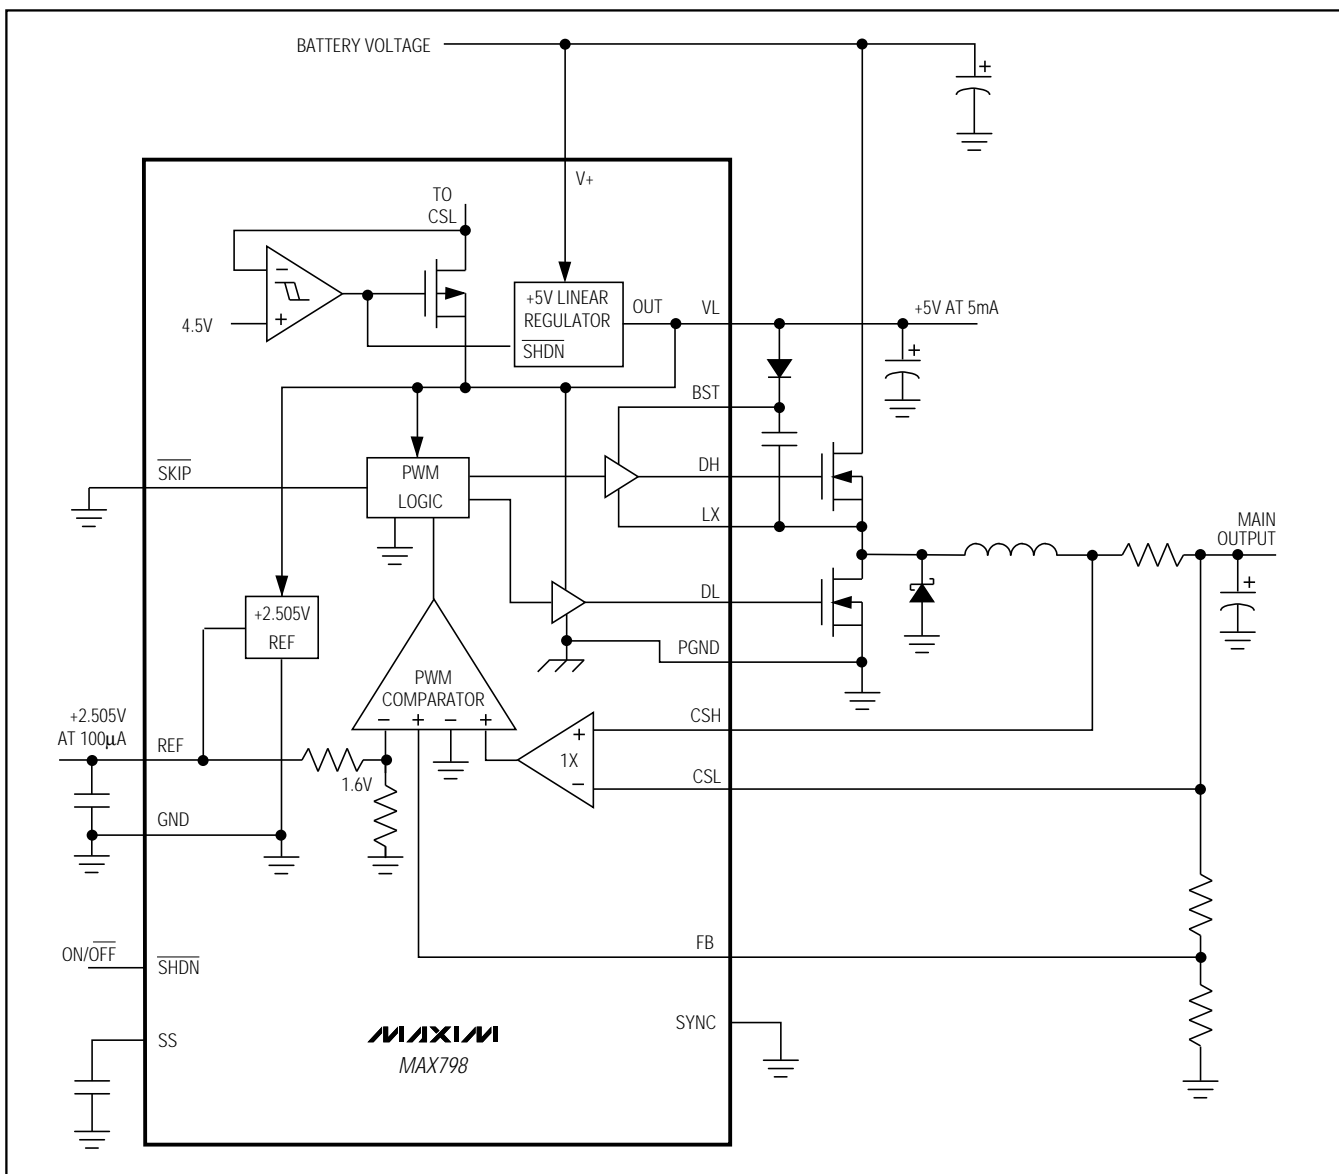 BATTERY VOLTAGE
+
V+
TO
CSL
−
4.5V
+
+5V LINEAR
REGULATOR
SHDN
OUT
VL
+5V AT 5mA
+
BST
SKIP
PWM
LOGIC
DH
LX
MAIN
OUTPUT
+
+2.505V
REF
DL
PGND
PWM
COMPARATOR
− + − +
+2.505V
AT 100μA
REF
1.6V
+
1X
−
CSH
CSL
GND
FB
ON/OFF
SHDN
SS
SYNC
MAXIM
MAX798